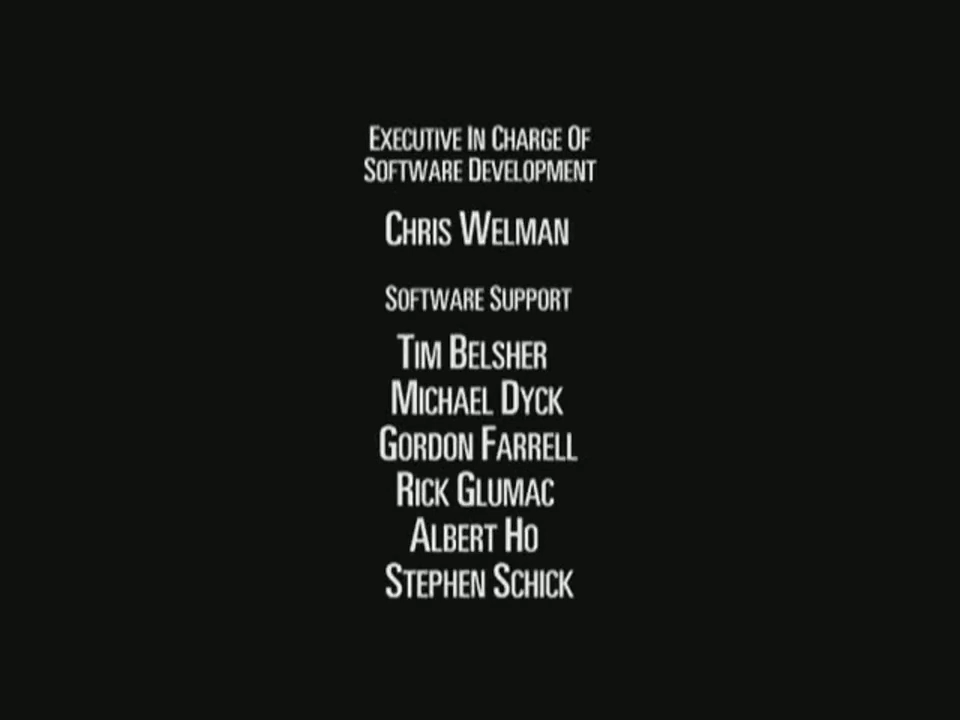 Executive In Charge Of
Software Development
Chris Welman
Software Support
Tim Belsher
Michael Dyck
Gordon Farrell
Rick Glumac
Albert Ho
Stephen Schick